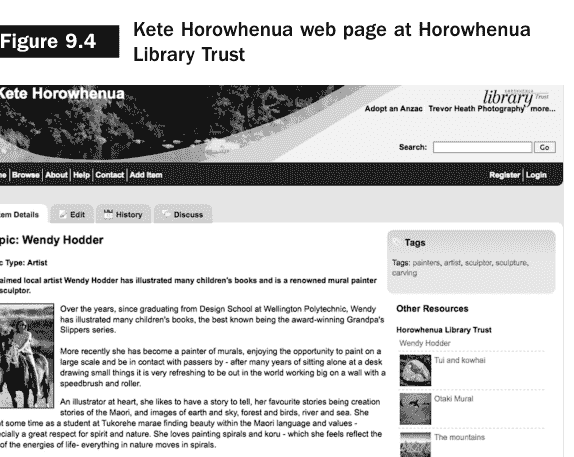 Figure 9.4
Kete Horowhenua web page at Horowhenua
Library Trust
Kete Horowhenua
library Trust
Adopt an Anzac Trevor Heath Photography more...
Search: Go
Browse About Help Contact Add Item
Register Login
Details Edit History Discuss
Wendy Hodder
Type: Artist
local artist Wendy Hodder has illustrated many children's books and is a renowned mural painter
sculptor.
Over the years, since graduating from Design School at Wellington Polytechnic, Wendy
has illustrated many children's books, the best known being the award-winning Grandpa's
Slippers series.
More recently she has become a painter of murals, enjoying the opportunity to paint on a
large scale and be in contact with passers by - after many years of sitting alone at a desk
drawing small things it is very refreshing to be out in the world working big on a wall with a
speedbrush and roller.
An illustrator at heart, she likes to have a story to tell, her favourite stories being creation
stories of the Maori, and images of earth and sky, forest and birds, river and sea. She
some time as a student at Tukorehe marae finding beauty within the Maori language and values -
a great respect for spirit and nature. She loves painting spirals and koru - which she feels reflect the
of the energies of life- everything in nature moves in spirals.
Tags
Tags: painters, artist, sculptor, sculpture,
carving
Other Resources
Horowhenua Library Trust
Wendy Hodder
Tui and kowhai
Otaki Mural
The mountains